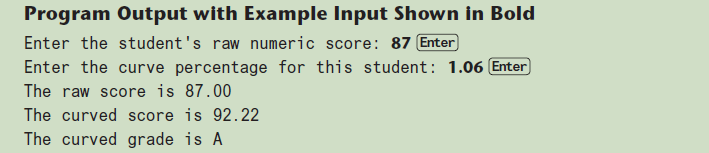 Program Output with Example Input Shown in Bold
Enter the student's raw numeric score: 87 Enter
Enter the curve percentage for this student: 1.06 Enter
The raw score is 87.00
The curved score is 92.22
The curved grade is A